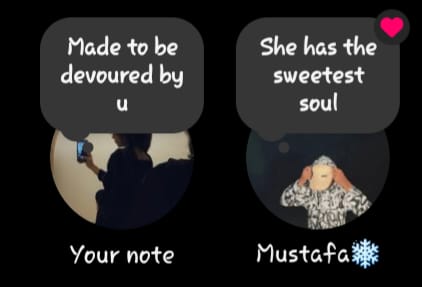 Made to be
devoured by
u
She has the
sweetest
soul
Your note
Mustafa❄️